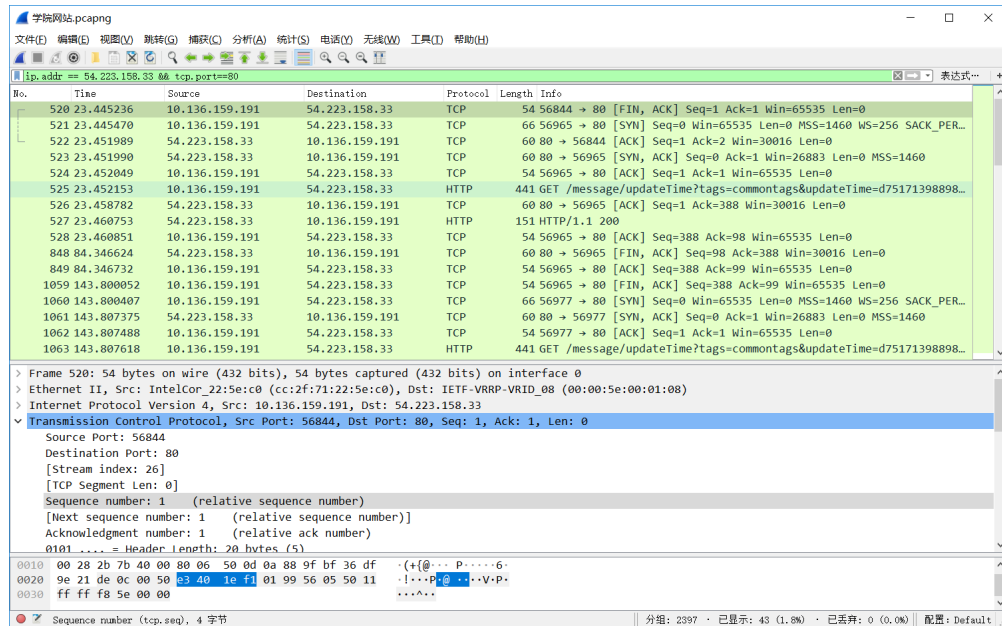 学院网站.pcapng
文件(F) 编辑(E) 视图(V) 跳转(G) 捕获(C) 分析(A) 统计(S) 电话(Y) 无线(W) 工具(T) 帮助(H)
ip.addr == 54.223.158.33 && tcp.port==80 表达式…
No. Time Source Destination Protocol Length Info
520 23.445236 10.136.159.191 54.223.158.33 TCP 54 56844 → 80 [FIN, ACK] Seq=1 Ack=1 Win=65535 Len=0
521 23.445470 10.136.159.191 54.223.158.33 TCP 66 56965 → 80 [SYN] Seq=0 Win=65535 Len=0 MSS=1460 WS=256 SACK_PER…
522 23.451989 54.223.158.33 10.136.159.191 TCP 60 80 → 56844 [ACK] Seq=1 Ack=2 Win=30016 Len=0
523 23.451990 54.223.158.33 10.136.159.191 TCP 60 80 → 56965 [SYN, ACK] Seq=0 Ack=1 Win=26883 Len=0 MSS=1460
524 23.452049 10.136.159.191 54.223.158.33 TCP 54 56965 → 80 [ACK] Seq=1 Ack=1 Win=65535 Len=0
525 23.452153 10.136.159.191 54.223.158.33 HTTP 441 GET /message/updateTime?tags=commontags&updateTime=d75171398898…
526 23.458782 54.223.158.33 10.136.159.191 TCP 60 80 → 56965 [ACK] Seq=1 Ack=388 Win=30016 Len=0
527 23.460753 54.223.158.33 10.136.159.191 HTTP 151 HTTP/1.1 200
528 23.460851 10.136.159.191 54.223.158.33 TCP 54 56965 → 80 [ACK] Seq=388 Ack=98 Win=65535 Len=0
848 84.346624 54.223.158.33 10.136.159.191 TCP 60 80 → 56965 [FIN, ACK] Seq=98 Ack=388 Win=30016 Len=0
849 84.346732 10.136.159.191 54.223.158.33 TCP 54 56965 → 80 [ACK] Seq=388 Ack=99 Win=65535 Len=0
1059 143.800052 10.136.159.191 54.223.158.33 TCP 54 56965 → 80 [FIN, ACK] Seq=388 Ack=99 Win=65535 Len=0
1060 143.800407 10.136.159.191 54.223.158.33 TCP 66 56977 → 80 [SYN] Seq=0 Win=65535 Len=0 MSS=1460 WS=256 SACK_PER…
1061 143.807375 54.223.158.33 10.136.159.191 TCP 60 80 → 56977 [SYN, ACK] Seq=0 Ack=1 Win=26883 Len=0 MSS=1460
1062 143.807488 10.136.159.191 54.223.158.33 TCP 54 56977 → 80 [ACK] Seq=1 Ack=1 Win=65535 Len=0
1063 143.807618 10.136.159.191 54.223.158.33 HTTP 441 GET /message/updateTime?tags=commontags&updateTime=d75171398898…
Frame 520: 54 bytes on wire (432 bits), 54 bytes captured (432 bits) on interface 0
Ethernet II, Src: IntelCor_22:5e:c0 (cc:2f:71:22:5e:c0), Dst: IETF-VRRP-VRID_08 (00:00:5e:00:01:08)
Internet Protocol Version 4, Src: 10.136.159.191, Dst: 54.223.158.33
Transmission Control Protocol, Src Port: 56844, Dst Port: 80, Seq: 1, Ack: 1, Len: 0
Source Port: 56844
Destination Port: 80
[Stream index: 26]
[TCP Segment Len: 0]
Sequence number: 1 (relative sequence number)
[Next sequence number: 1 (relative sequence number)]
Acknowledgment number: 1 (relative ack number)
0101 .... = Header Length: 20 bytes (5)
0010 00 28 2b 7b 40 00 80 06 50 0d 0a 88 9f bf 36 df ·(+{@··· P·····6·
0020 9e 21 de 0c 00 50 e3 40 1e f1 01 99 56 05 50 11 ·!···P·@ ····V·P·
0030 ff ff f8 5e 00 00 ···^··
Sequence number (tcp.seq), 4 字节 分组: 2397 · 已显示: 43 (1.8%) · 已丢弃: 0 (0.0%) 配置: Default